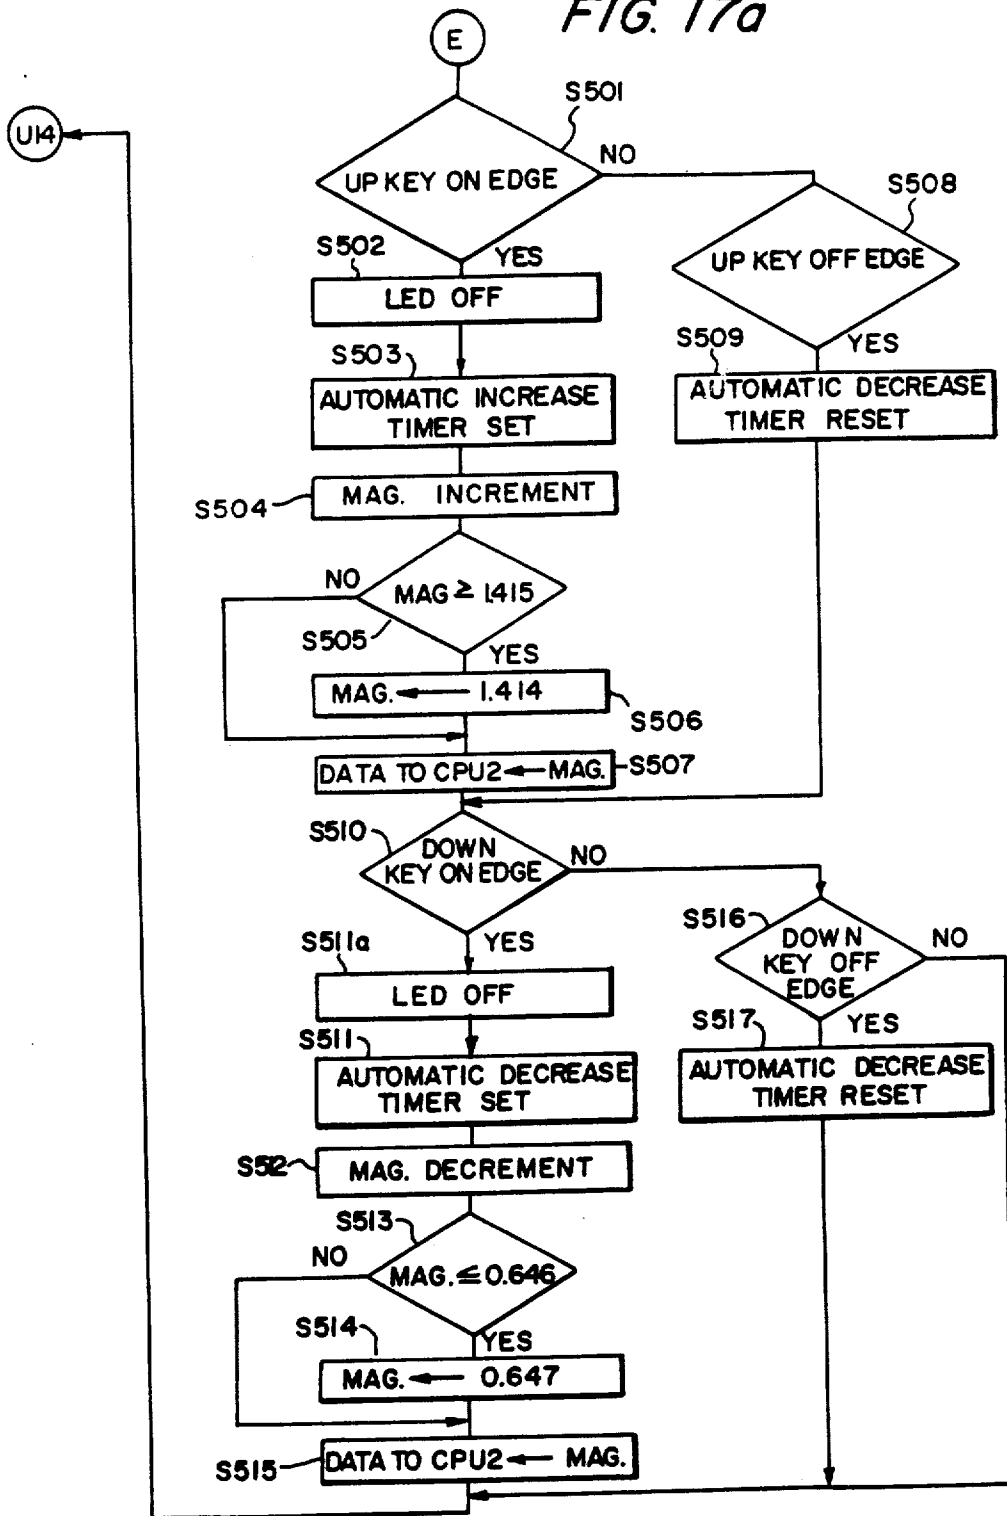 FIG. 17a
E
U14
S501
UP KEY ON EDGE
NO
YES
S508
UP KEY OFF EDGE
YES
S502
LED OFF
S503
AUTOMATIC INCREASE
TIMER SET
S509
AUTOMATIC DECREASE
TIMER RESET
S504
MAG. INCREMENT
NO
MAG ≥ 1.415
S505
YES
MAG. ← 1.414
S506
DATA TO CPU2 ← MAG.
S507
S510
DOWN
KEY ON EDGE
NO
YES
S516
DOWN
KEY OFF
EDGE
NO
YES
S511a
LED OFF
S511
AUTOMATIC DECREASE
TIMER SET
S517
AUTOMATIC DECREASE
TIMER RESET
S512
MAG. DECREMENT
S513
NO
MAG. ≤ 0.646
YES
S514
MAG. ← 0.647
S515
DATA TO CPU2 ← MAG.